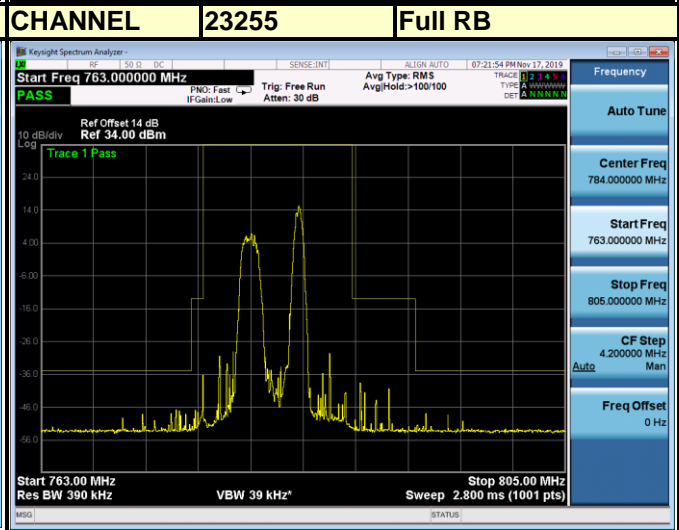 CHANNEL 23255 Full RB
Keysight Spectrum Analyzer -
LXI RF 50 Ω DC SENSE:INT ALIGN AUTO 07:21:54 PM Nov 17, 2019
Start Freq 763.000000 MHz
PASS
PNO: Fast
IFGain:Low
Trig: Free Run
Atten: 30 dB
Avg Type: RMS
Avg|Hold:>100/100
TRACE 1 2 3 4 5 6
TYPE A WWWWW
DET A N N N N N
Ref Offset 14 dB
10 dB/div Ref 34.00 dBm
Log
Trace 1 Pass
24.0
14.0
4.00
-6.00
-16.0
-26.0
-36.0
-46.0
-56.0
Start 763.00 MHz Stop 805.00 MHz
Res BW 390 kHz VBW 39 kHz* Sweep 2.800 ms (1001 pts)
MSG STATUS
Frequency
Auto Tune
Center Freq
784.000000 MHz
Start Freq
763.000000 MHz
Stop Freq
805.000000 MHz
CF Step
4.200000 MHz
Auto Man
Freq Offset
0 Hz